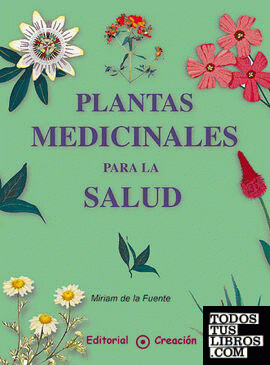 PLANTAS
MEDICINALES
PARA LA
SALUD
Miriam de la Fuente
Editorial Creación
TODOS
TUS
LIBROS
.COM